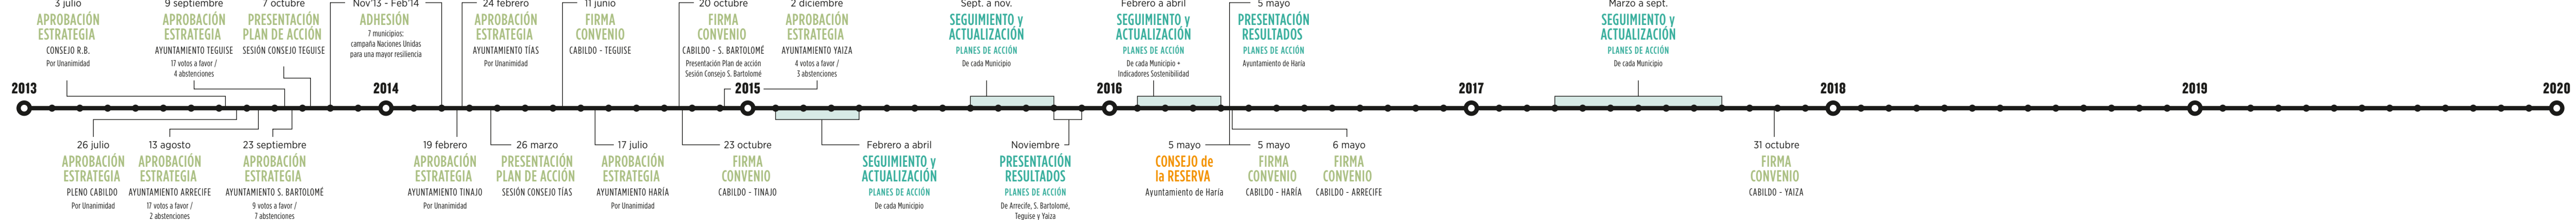 3 julio
APROBACIÓN
ESTRATEGIA
CONSEJO R.B.
Por Unanimidad
9 septiembre
APROBACIÓN
ESTRATEGIA
AYUNTAMIENTO TEGUISE
17 votos a favor /
4 abstenciones
7 octubre
PRESENTACIÓN
PLAN DE ACCIÓN
SESIÓN CONSEJO TEGUISE
Nov'13 - Feb'14
ADHESIÓN
7 municipios:
campaña Naciones Unidas
para una mayor resiliencia
24 febrero
APROBACIÓN
ESTRATEGIA
AYUNTAMIENTO TÍAS
Por Unanimidad
11 junio
FIRMA
CONVENIO
CABILDO - TEGUISE
20 octubre
FIRMA
CONVENIO
CABILDO - S. BARTOLOMÉ
Presentación Plan de acción
Sesión Consejo S. Bartolomé
2 diciembre
APROBACIÓN
ESTRATEGIA
AYUNTAMIENTO YAIZA
4 votos a favor /
3 abstenciones
Sept. a nov.
SEGUIMIENTO y
ACTUALIZACIÓN
PLANES DE ACCIÓN
De cada Municipio
Febrero a abril
SEGUIMIENTO y
ACTUALIZACIÓN
PLANES DE ACCIÓN
De cada Municipio +
Indicadores Sostenibilidad
5 mayo
PRESENTACIÓN
RESULTADOS
PLANES DE ACCIÓN
Ayuntamiento de Haría
Marzo a sept.
SEGUIMIENTO y
ACTUALIZACIÓN
PLANES DE ACCIÓN
De cada Municipio
2013
2014
2015
2016
2017
2018
2019
2020
26 julio
APROBACIÓN
ESTRATEGIA
PLENO CABILDO
Por Unanimidad
13 agosto
APROBACIÓN
ESTRATEGIA
AYUNTAMIENTO ARRECIFE
17 votos a favor /
2 abstenciones
23 septiembre
APROBACIÓN
ESTRATEGIA
AYUNTAMIENTO S. BARTOLOMÉ
9 votos a favor /
7 abstenciones
19 febrero
APROBACIÓN
ESTRATEGIA
AYUNTAMIENTO TINAJO
Por Unanimidad
26 marzo
PRESENTACIÓN
PLAN DE ACCIÓN
SESIÓN CONSEJO TÍAS
17 julio
APROBACIÓN
ESTRATEGIA
AYUNTAMIENTO HARÍA
Por Unanimidad
23 octubre
FIRMA
CONVENIO
CABILDO - TINAJO
Febrero a abril
SEGUIMIENTO y
ACTUALIZACIÓN
PLANES DE ACCIÓN
De cada Municipio
Noviembre
PRESENTACIÓN
RESULTADOS
PLANES DE ACCIÓN
De Arrecife, S. Bartolomé,
Teguise y Yaiza
5 mayo
CONSEJO de
la RESERVA
Ayuntamiento de Haría
5 mayo
FIRMA
CONVENIO
CABILDO - HARÍA
6 mayo
FIRMA
CONVENIO
CABILDO - ARRECIFE
31 octubre
FIRMA
CONVENIO
CABILDO - YAIZA